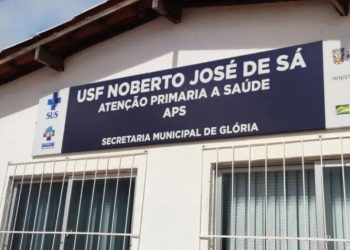 USF NOBERTO JOSÉ DE SÁ
ATENÇÃO PRIMARIA A SAÚDE
APS
SECRETARIA MUNICIPAL DE GLÓRIA
SUS